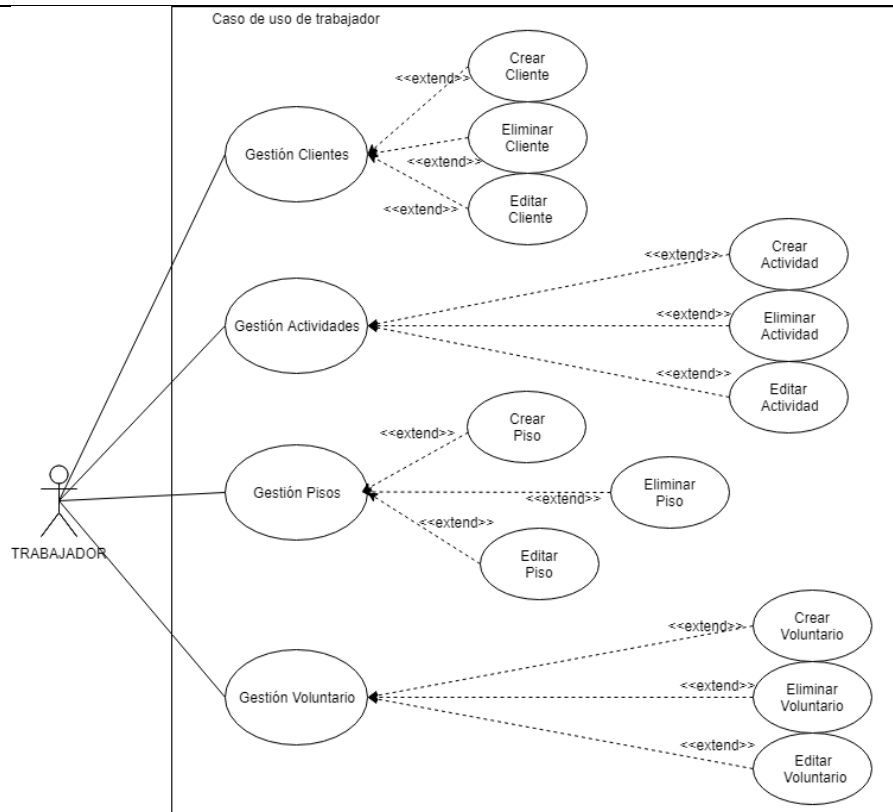 Caso de uso de trabajador
Crear
Cliente
<<extend>>
Eliminar
Cliente
Gestión Clientes
<<extend>>
Editar
Cliente
<<extend>>
Crear
Actividad
<<extend>>
Eliminar
Actividad
<<extend>>
Gestión Actividades
<<extend>>
Editar
Actividad
Crear
Piso
<<extend>>
Gestión Pisos
Eliminar
Piso
<<extend>>
<<extend>>
Editar
Piso
TRABAJADOR
Crear
Voluntario
<<extend>>
Eliminar
Voluntario
<<extend>>
Gestión Voluntario
<<extend>>
Editar
Voluntario